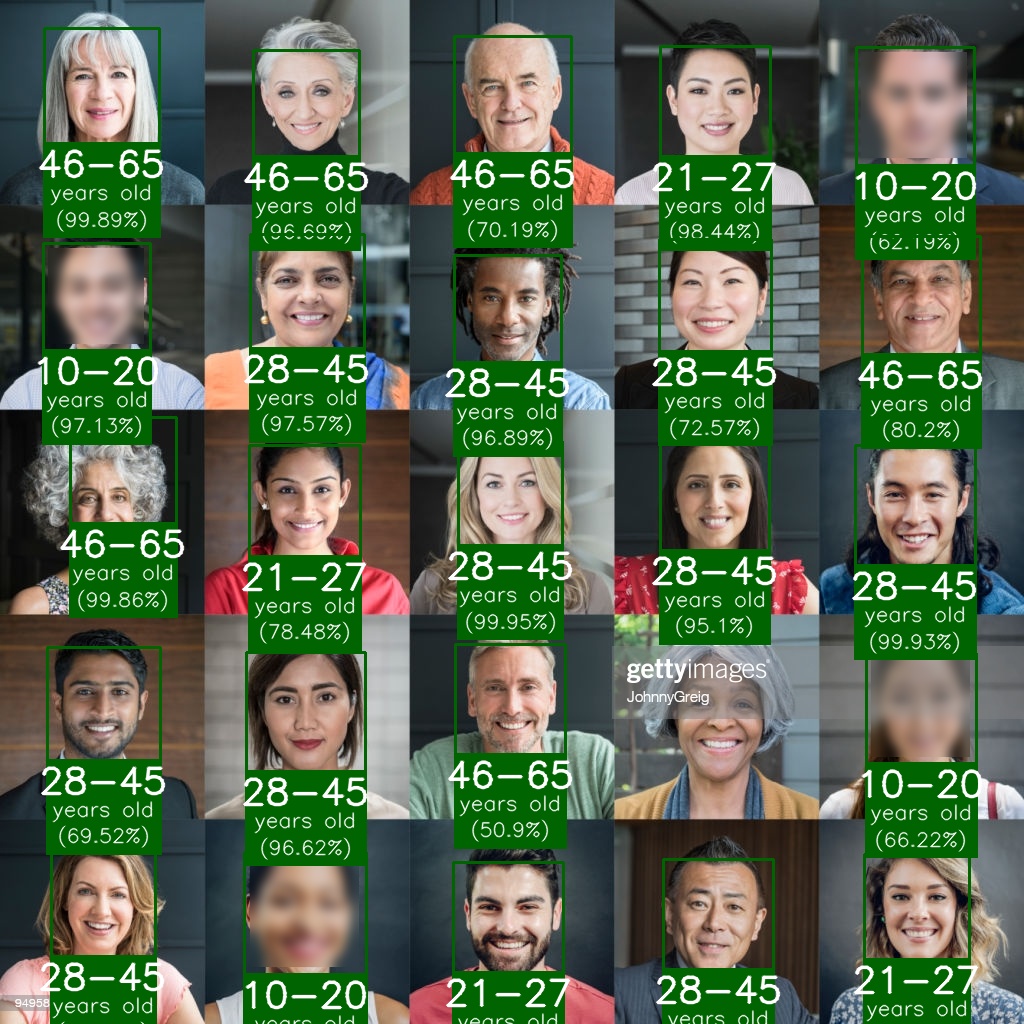 46-65
years old
(99.89%)
46-65
years old
(96.69%)
46-65
years old
(70.19%)
21-27
years old
(98.44%)
10-20
years old
(62.19%)
10-20
years old
(97.13%)
28-45
years old
(97.57%)
28-45
years old
(96.89%)
28-45
years old
(72.57%)
46-65
years old
(80.2%)
46-65
years old
(99.86%)
21-27
years old
(78.48%)
28-45
years old
(99.95%)
28-45
years old
(95.1%)
28-45
years old
(99.93%)
28-45
years old
(69.52%)
28-45
years old
(96.62%)
46-65
years old
(50.9%)
gettyimages
JohnnyGreig
10-20
years old
(66.22%)
28-45
years old
94958
10-20
years old
21-27
years old
28-45
years old
21-27
years old